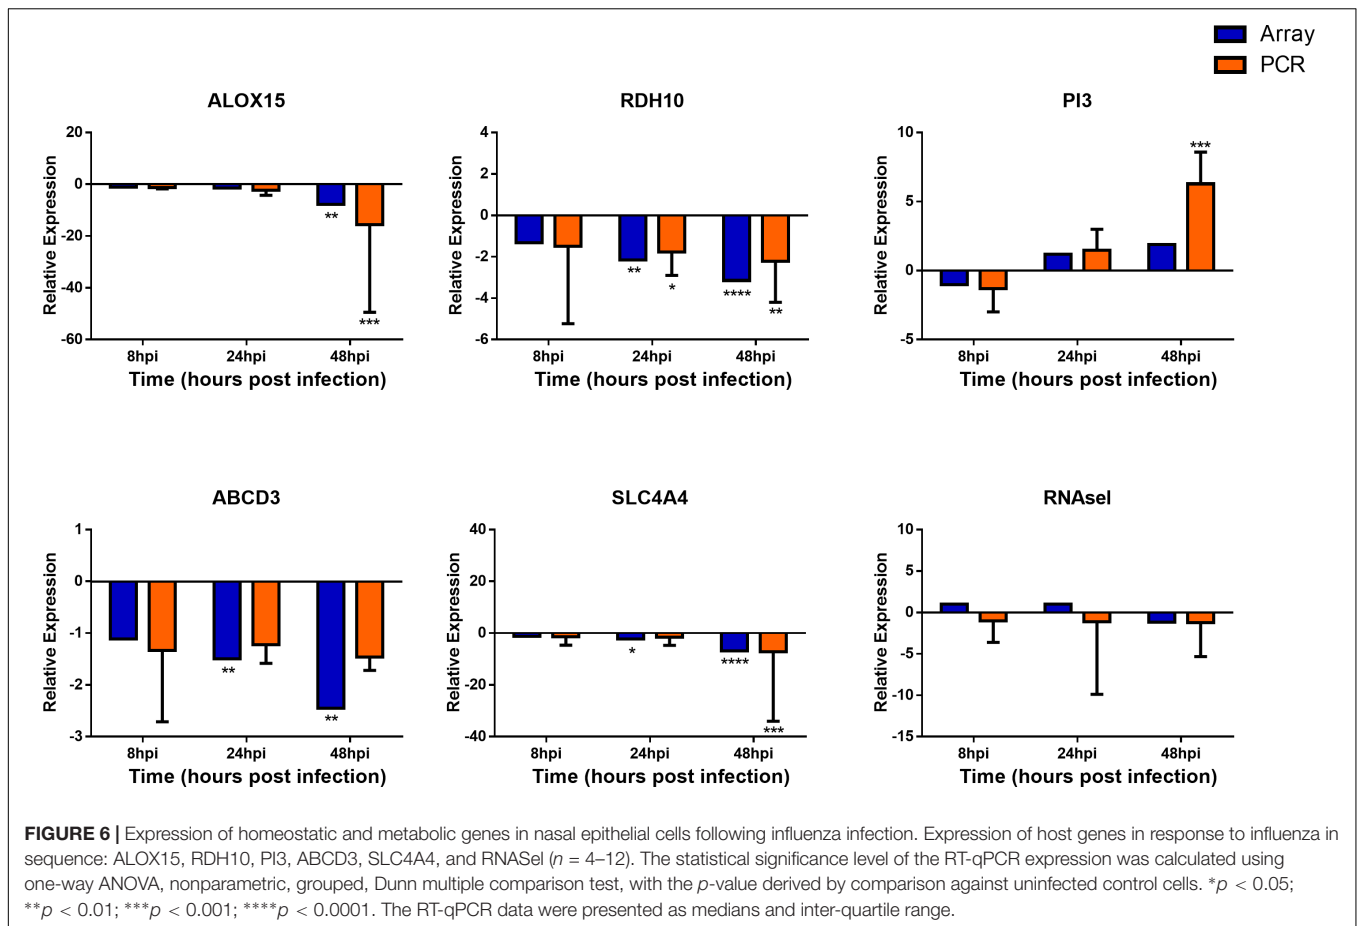 Array
PCR
ALOX15
Relative Expression
20
0
-20
-40
-60
**
***
8hpi 24hpi 48hpi
Time (hours post infection)
RDH10
Relative Expression
4
2
0
-2
-4
-6
**
*
****
**
8hpi 24hpi 48hpi
Time (hours post infection)
PI3
Relative Expression
10
5
0
-5
***
8hpi 24hpi 48hpi
Time (hours post infection)
ABCD3
Relative Expression
1
0
-1
-2
-3
**
**
8hpi 24hpi 48hpi
Time (hours post infection)
SLC4A4
Relative Expression
40
20
0
-20
-40
*
****
***
8hpi 24hpi 48hpi
Time (hours post infection)
RNAsel
Relative Expression
10
5
0
-5
-10
-15
8hpi 24hpi 48hpi
Time (hours post infection)
FIGURE 6 | Expression of homeostatic and metabolic genes in nasal epithelial cells following influenza infection. Expression of host genes in response to influenza in
sequence: ALOX15, RDH10, PI3, ABCD3, SLC4A4, and RNASel (n = 4–12). The statistical significance level of the RT-qPCR expression was calculated using
one-way ANOVA, nonparametric, grouped, Dunn multiple comparison test, with the p-value derived by comparison against uninfected control cells. *p < 0.05;
**p < 0.01; ***p < 0.001; ****p < 0.0001. The RT-qPCR data were presented as medians and inter-quartile range.